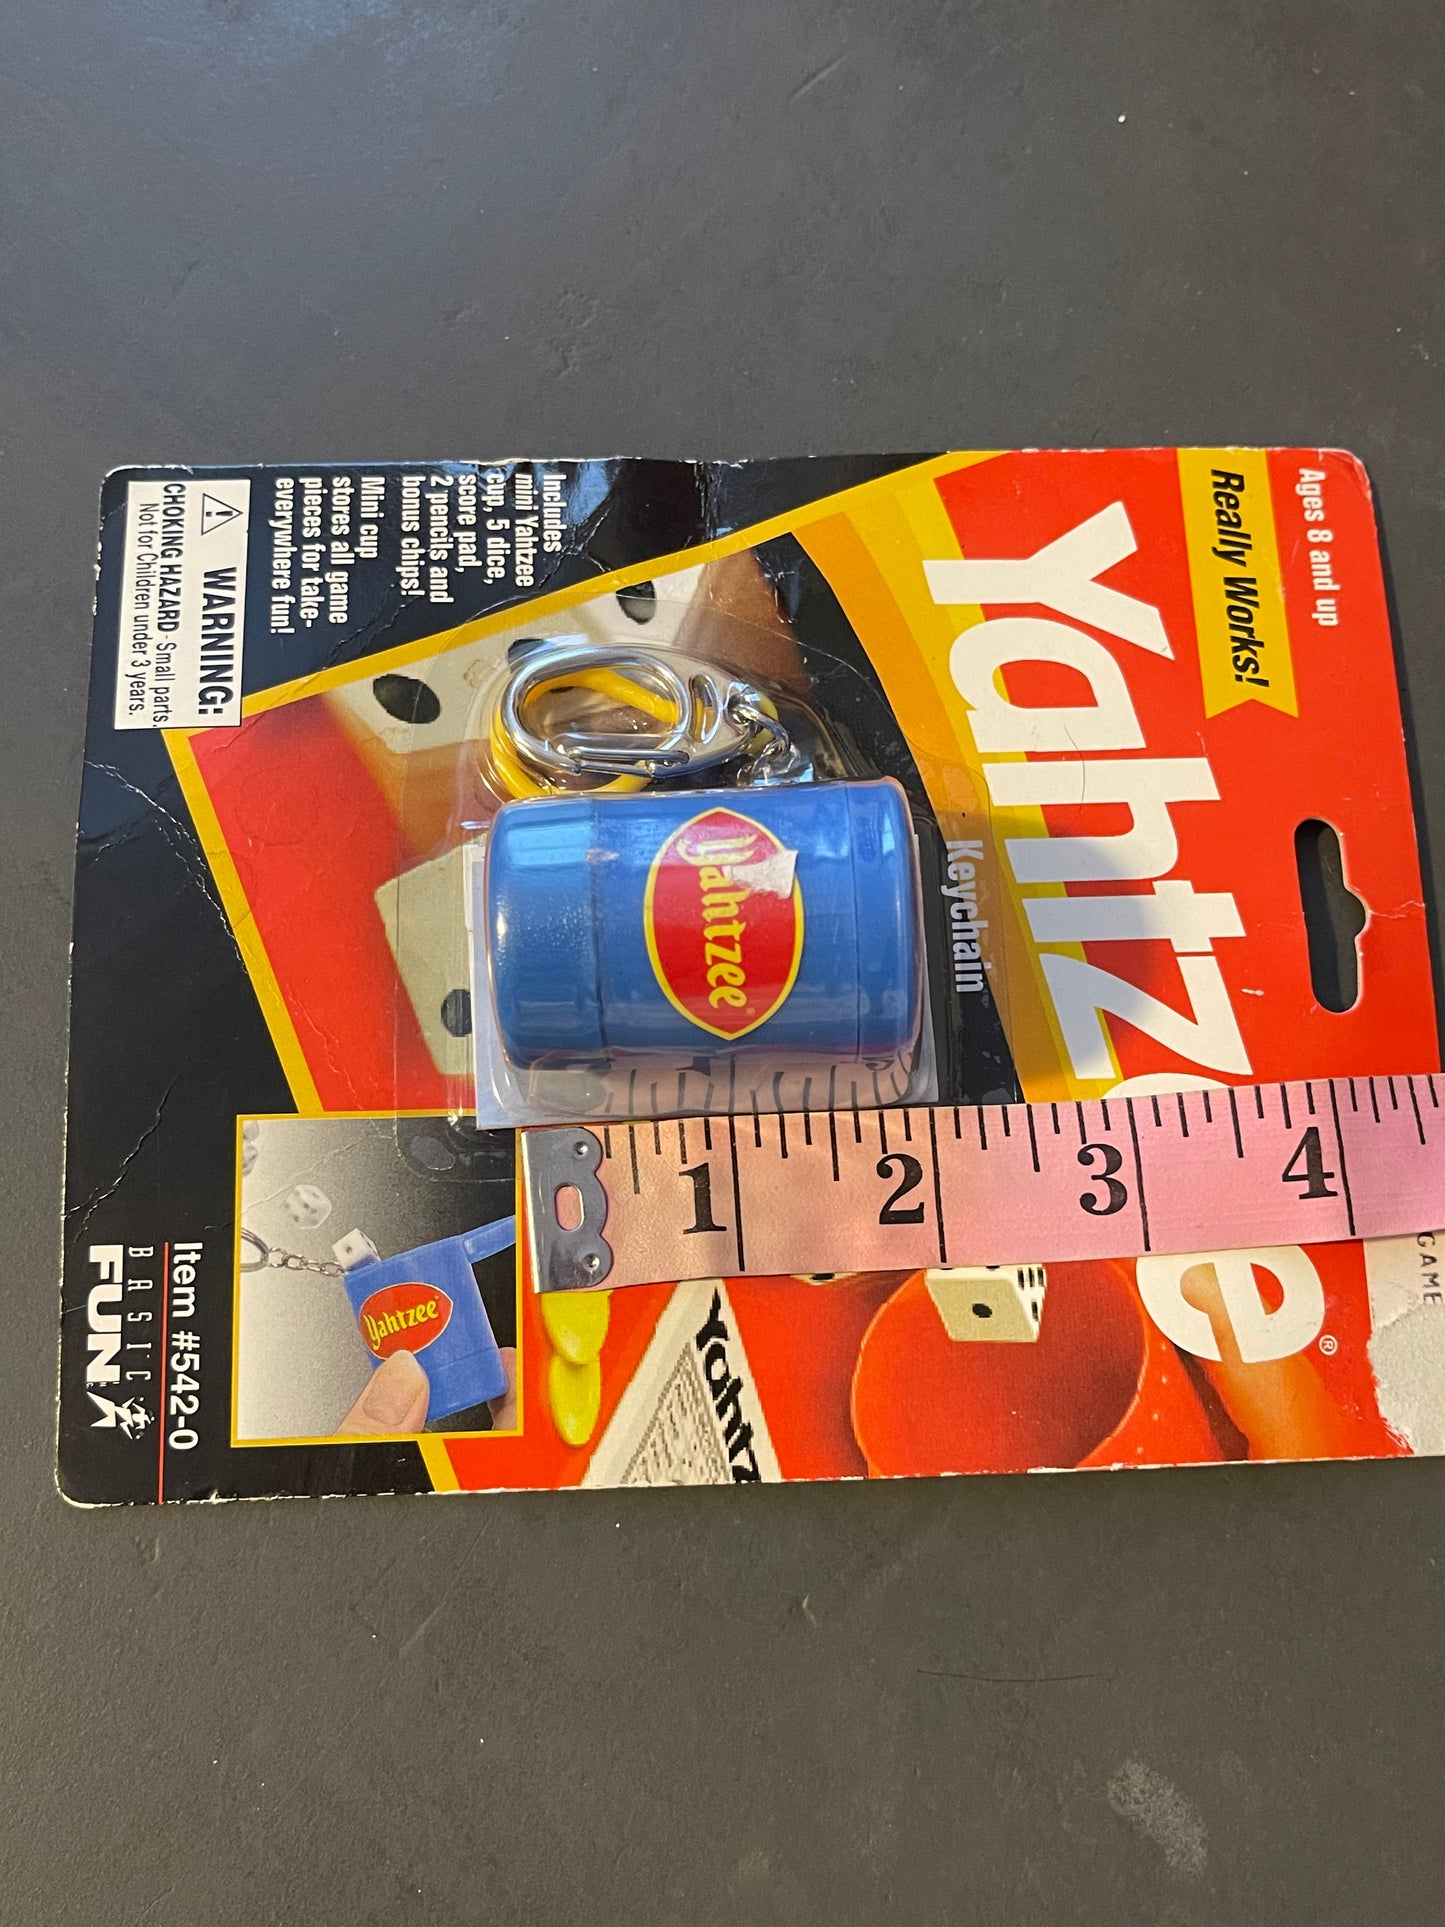 Ages 8 and up
Really Works!
Yahtzee®
Keychain
Yahtzee®
Includes
mini Yahtzee
cup, 5 dice,
score pad,
2 pencils and
bonus chips!
Mini cup
stores all game
pieces for take-
everywhere fun!
WARNING:
CHOKING HAZARD - Small parts.
Not for Children under 3 years.
1 2 3 4
GAME
Yahtzee
Yahtz
Item #542-0
BASIC
FUN